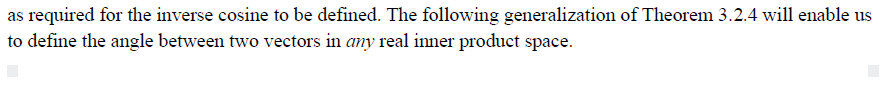 as required for the inverse cosine to be defined. The following generalization of Theorem 3.2.4 will enable us
to define the angle between two vectors in any real inner product space.